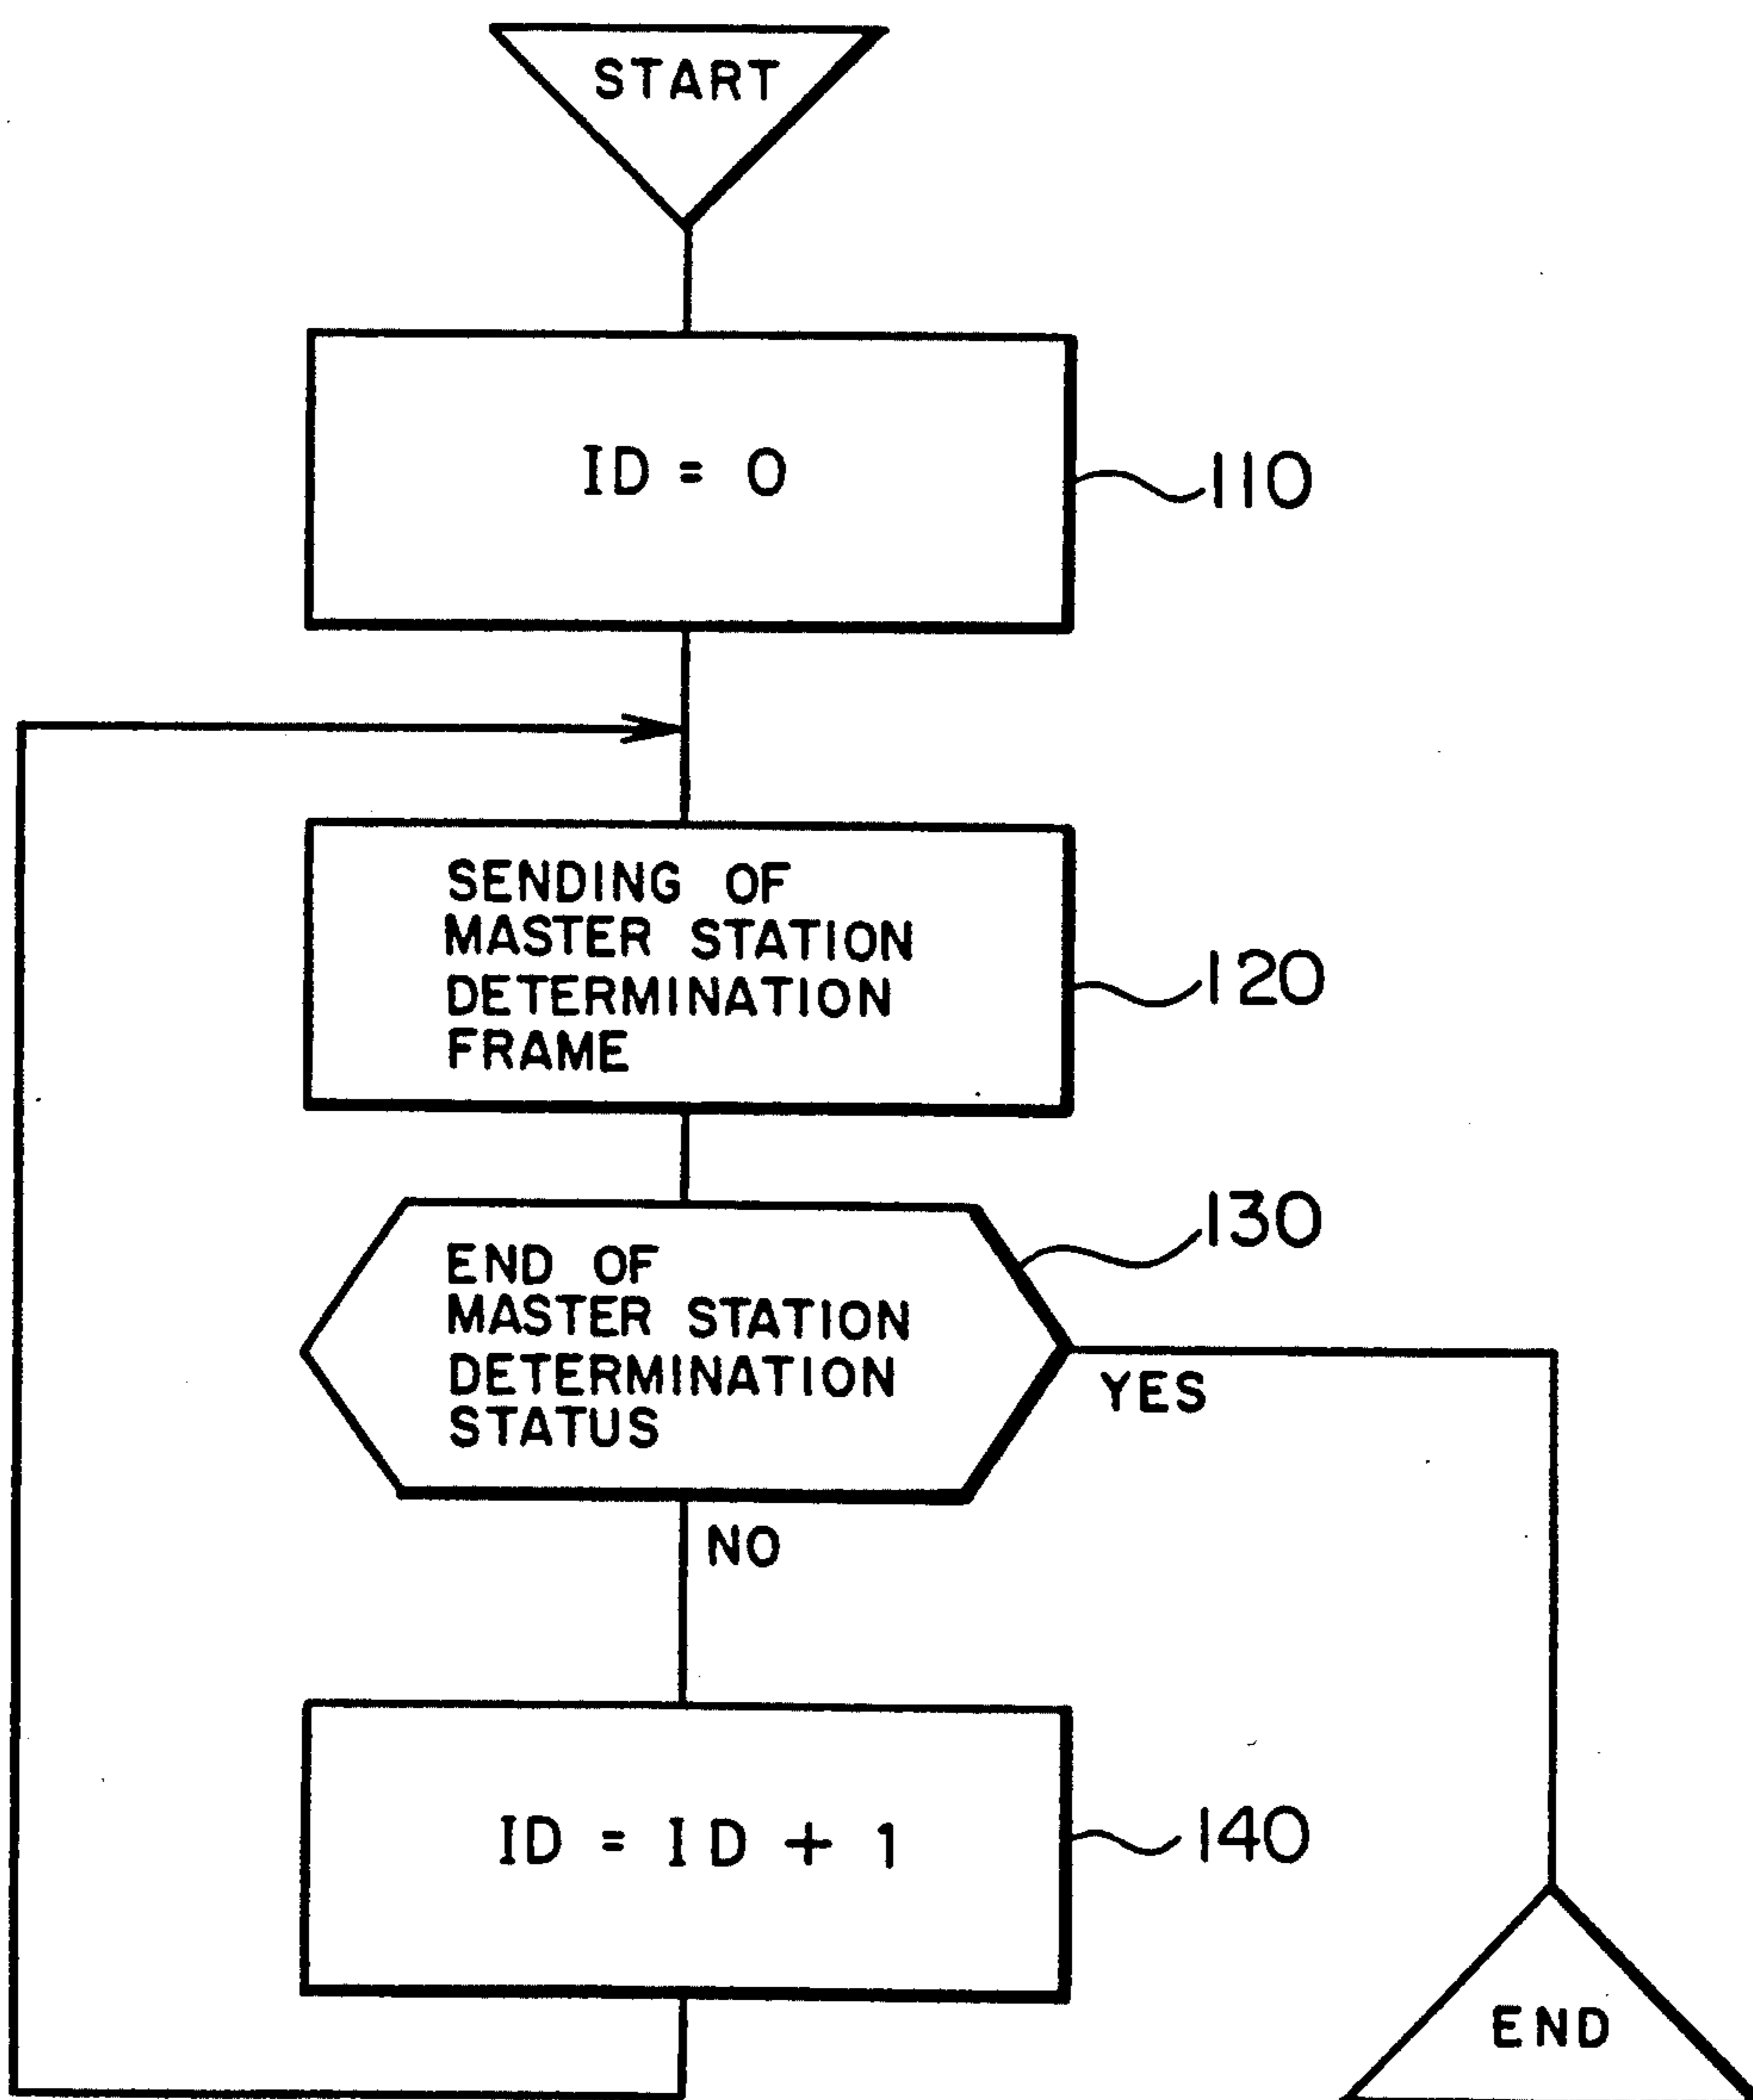 START
ID = 0
110
SENDING OF
MASTER STATION
DETERMINATION
FRAME
120
130
END OF
MASTER STATION
DETERMINATION
STATUS
YES
NO
ID = ID + 1
140
END